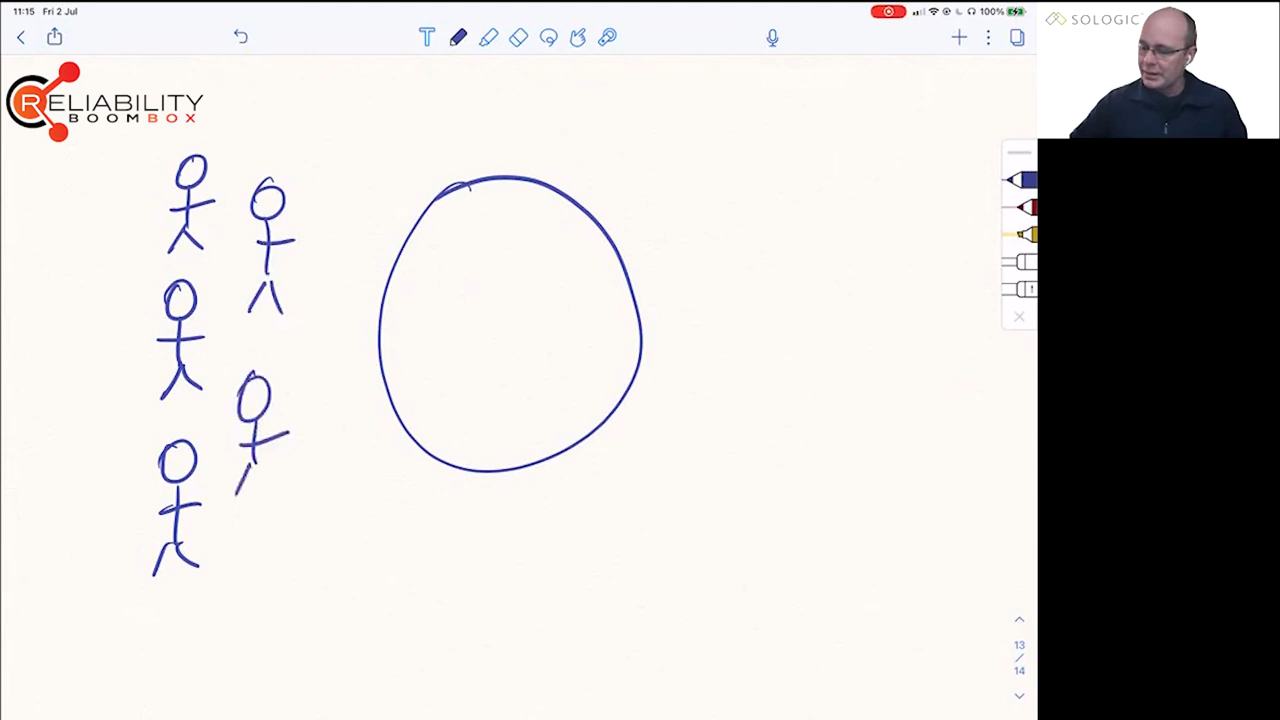 11:15 Fri 2 Jul
100%
T
SOLOGIC
RELIABILITY
BOOMBOX
13
/
14